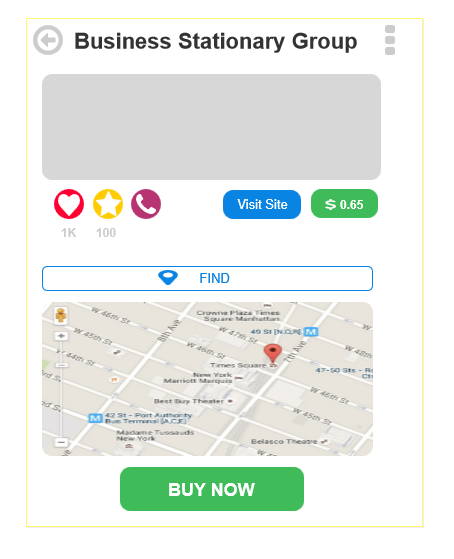 Business Stationary Group
Visit Site
$ 0.65
1K
100
FIND
Crowne Plaza Times
Square Manhattan
W 46th St
8th Ave
W 47th St
49 St [N,Q,R] M
W 45th St
7th Ave
W 48th St
W 44th St
W 46th St
Times Square
47-50 Sts - R
New York
Marriott Marquis
Best Buy Theater
W 46th St
M 42 St - Port Authority
Bus Terminal [A,C,E]
W 45th St
Madame Tussauds
New York
Belasco Theatre
BUY NOW